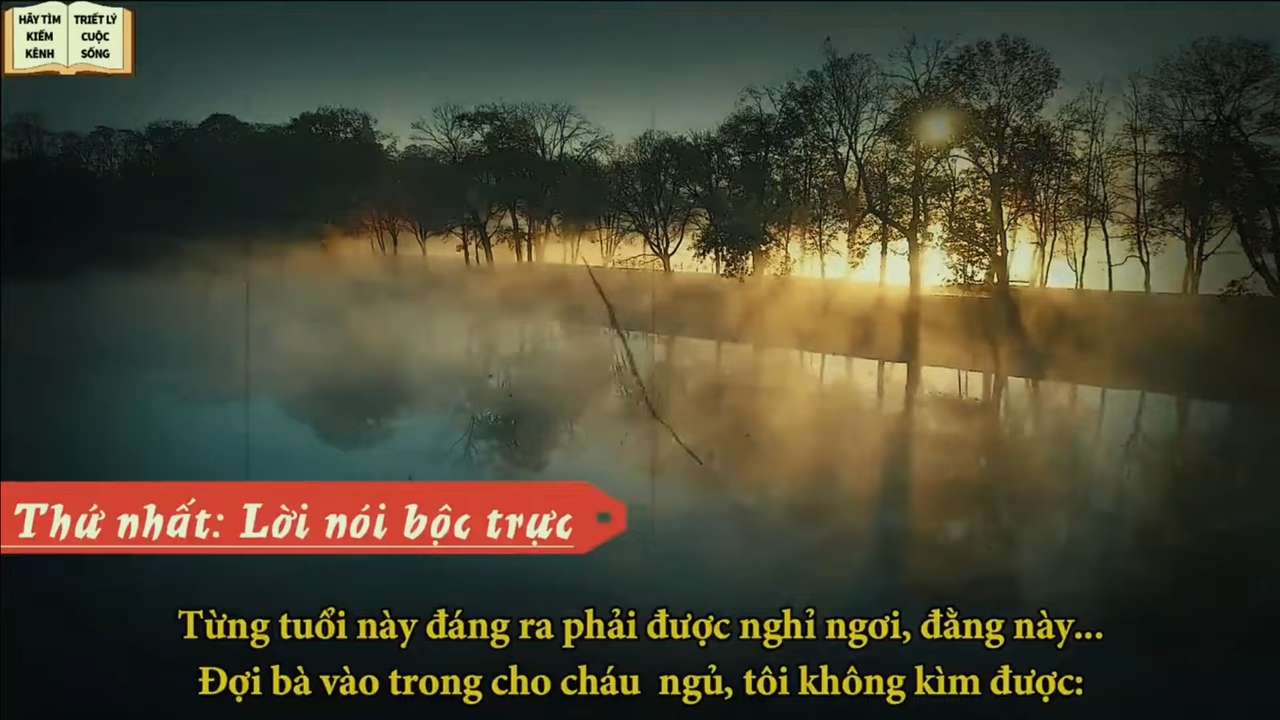 HÃY TÌM
KIẾM
KÊNH
TRIẾT LÝ
CUỘC
SỐNG
Thứ nhất: Lời nói bộc trực
Từng tuổi này đáng ra phải được nghỉ ngơi, đằng này...
Đợi bà vào trong cho cháu ngủ, tôi không kìm được: